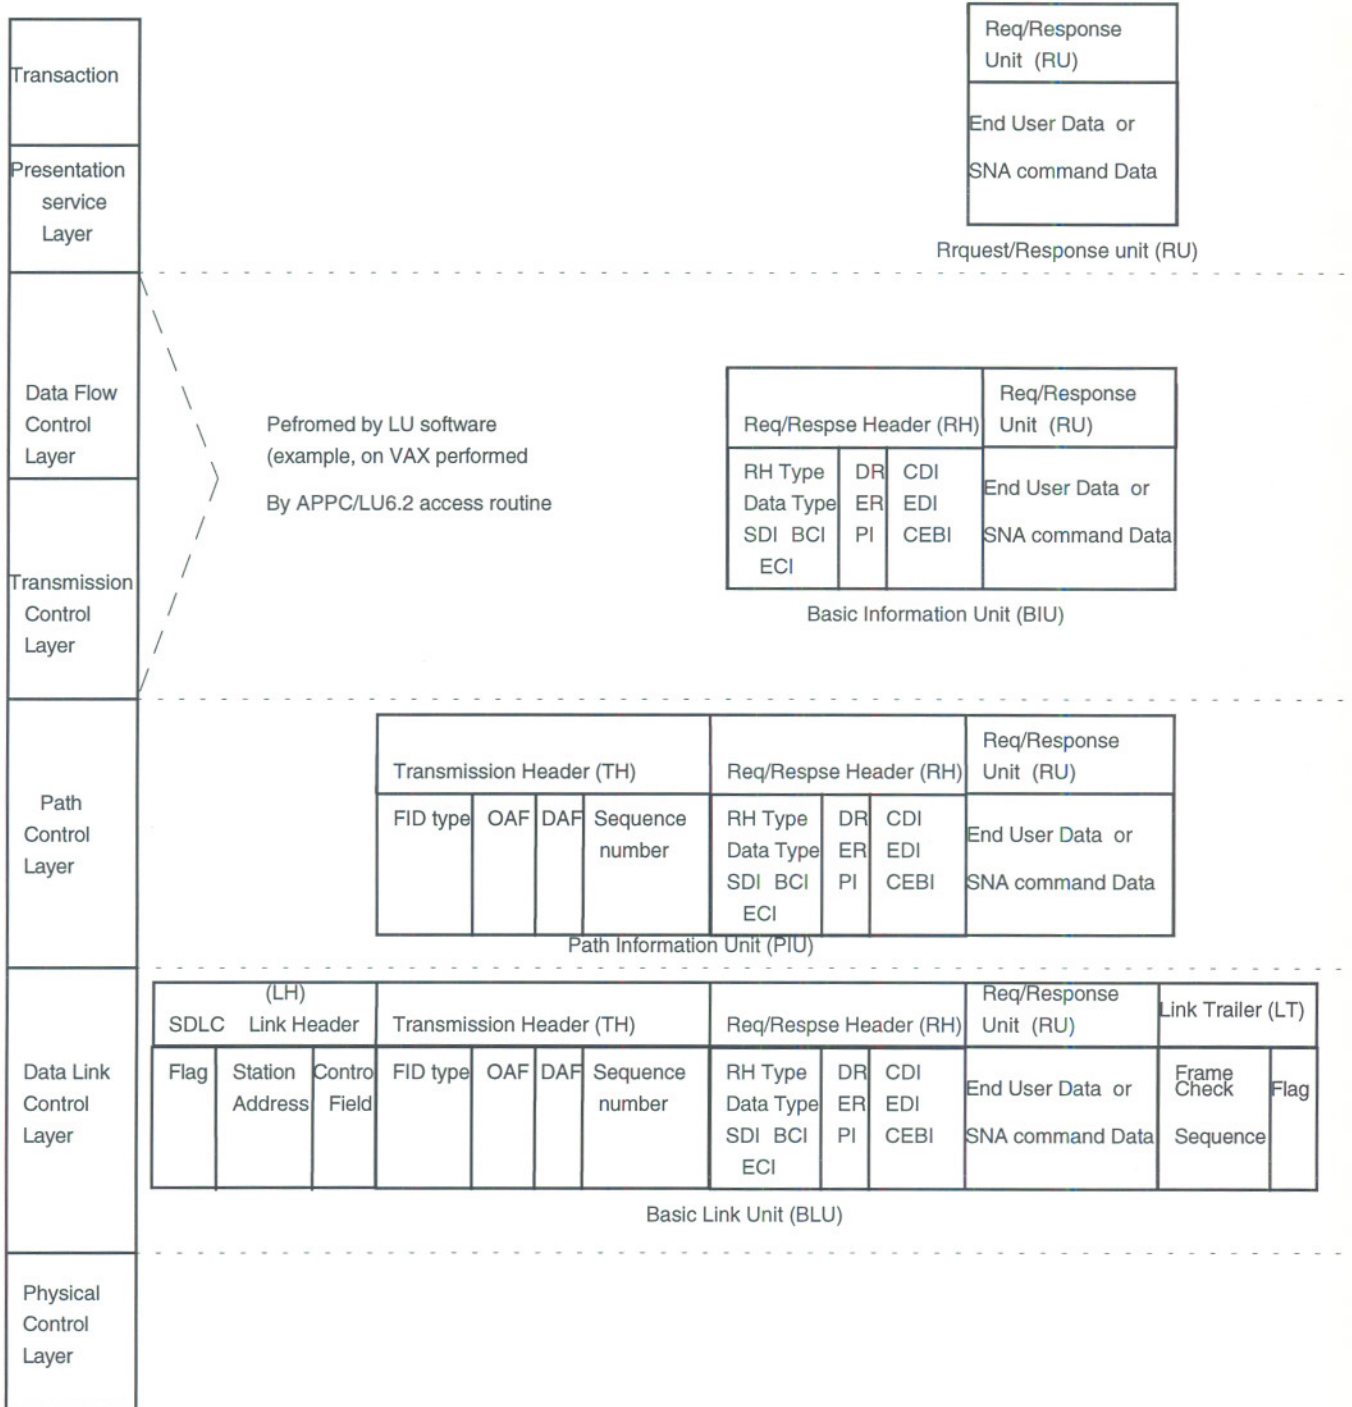 Transaction
Presentation
service
Layer
Req/Response
Unit (RU)
End User Data or
SNA command Data
Rrquest/Response unit (RU)
Data Flow
Control
Layer
Transmission
Control
Layer
Pefromed by LU software
(example, on VAX performed
By APPC/LU6.2 access routine
Req/Respse Header (RH)
Req/Response
Unit (RU)
RH Type
Data Type
SDI BCI
ECI
DR
ER
PI
CDI
EDI
CEBI
End User Data or
SNA command Data
Basic Information Unit (BIU)
Path
Control
Layer
Transmission Header (TH)
Req/Respse Header (RH)
Req/Response
Unit (RU)
FID type
OAF
DAF
Sequence
number
RH Type
Data Type
SDI BCI
ECI
DR
ER
PI
CDI
EDI
CEBI
End User Data or
SNA command Data
Path Information Unit (PIU)
Data Link
Control
Layer
(LH)
SDLC Link Header
Transmission Header (TH)
Req/Respse Header (RH)
Req/Response
Unit (RU)
Link Trailer (LT)
Flag
Station
Address
Contro
Field
FID type
OAF
DAF
Sequence
number
RH Type
Data Type
SDI BCI
ECI
DR
ER
PI
CDI
EDI
CEBI
End User Data or
SNA command Data
Frame
Check
Sequence
Flag
Basic Link Unit (BLU)
Physical
Control
Layer